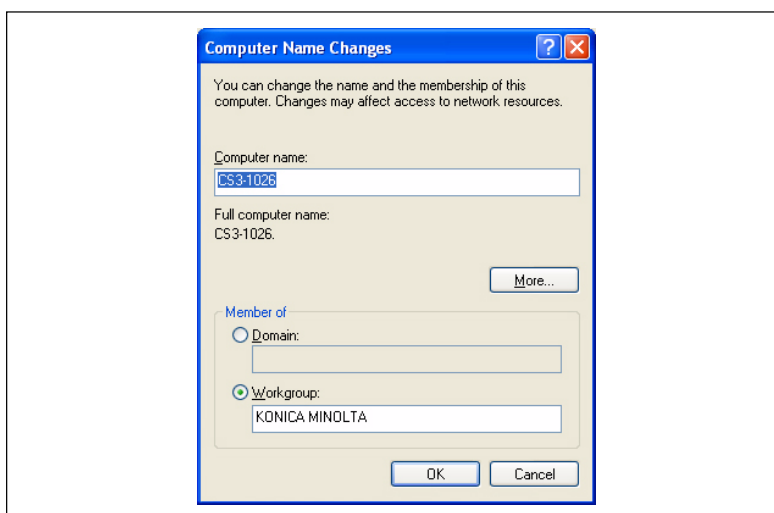 Computer Name Changes
You can change the name and the membership of this
computer. Changes may affect access to network resources.
Computer name:
CS3-1026
Full computer name:
CS3-1026.
More...
Member of
Domain:
Workgroup:
KONICA MINOLTA
OK
Cancel